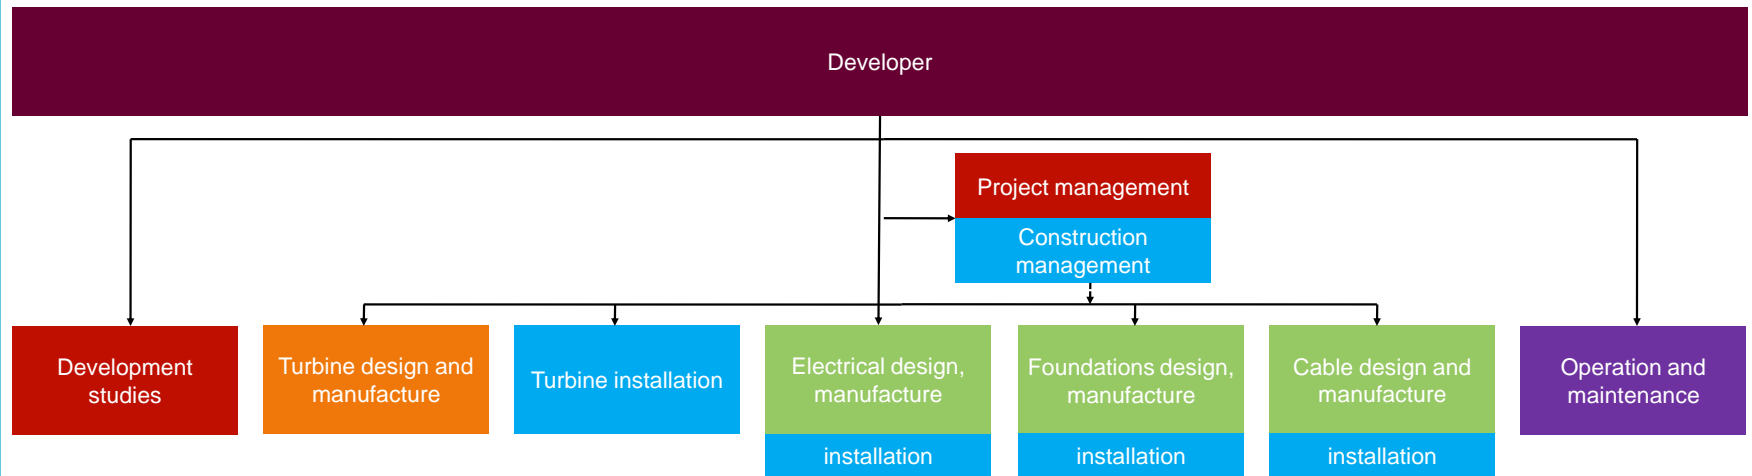 Developer
Project management
Construction
management
Development
studies
Turbine design and
manufacture
Turbine installation
Electrical design,
manufacture
installation
Foundations design,
manufacture
installation
Cable design and
manufacture
installation
Operation and
maintenance